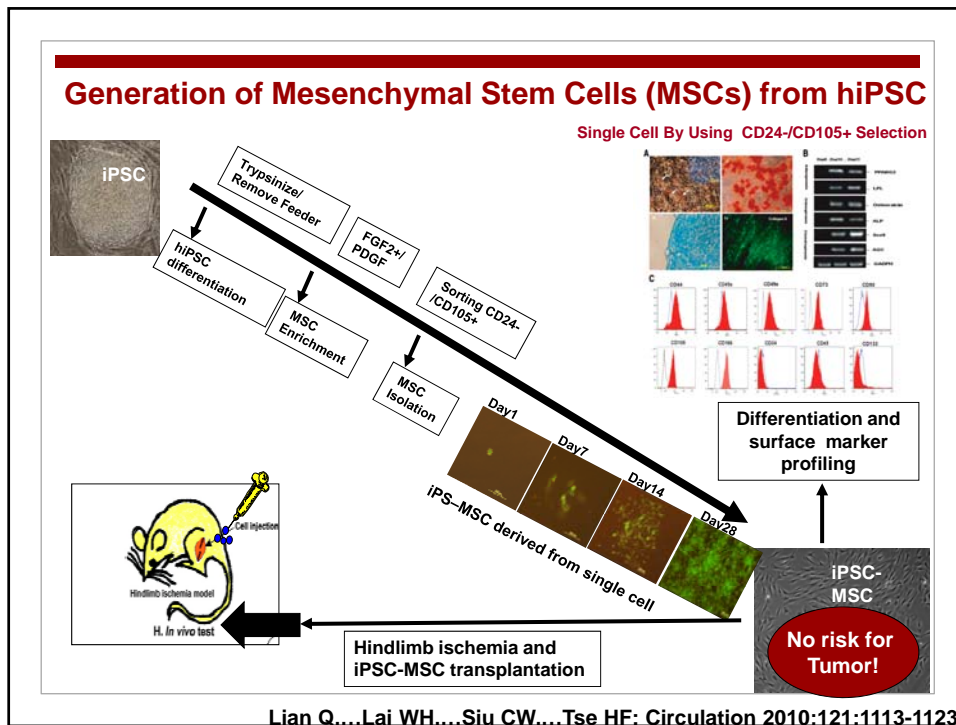 Generation of Mesenchymal Stem Cells (MSCs) from hiPSC
Single Cell By Using CD24-/CD105+ Selection
iPSC
Trypsinize/
Remove Feeder
FGF2+/
PDGF
Sorting CD24-
/CD105+
hiPSC
differentiation
MSC
Enrichment
MSC
Isolation
Day1
Day7
Day14
Day28
iPS–MSC derived from single cell
A
B
C
CD73
CD24
CD133
GAPDH
Differentiation and
surface marker
profiling
iPSC-
MSC
No risk for
Tumor!
Cell injection
Hindlimb ischemia model
H. In vivo test
Hindlimb ischemia and
iPSC-MSC transplantation
Lian Q....Lai WH....Siu CW....Tse HF: Circulation 2010:121:1113-1123